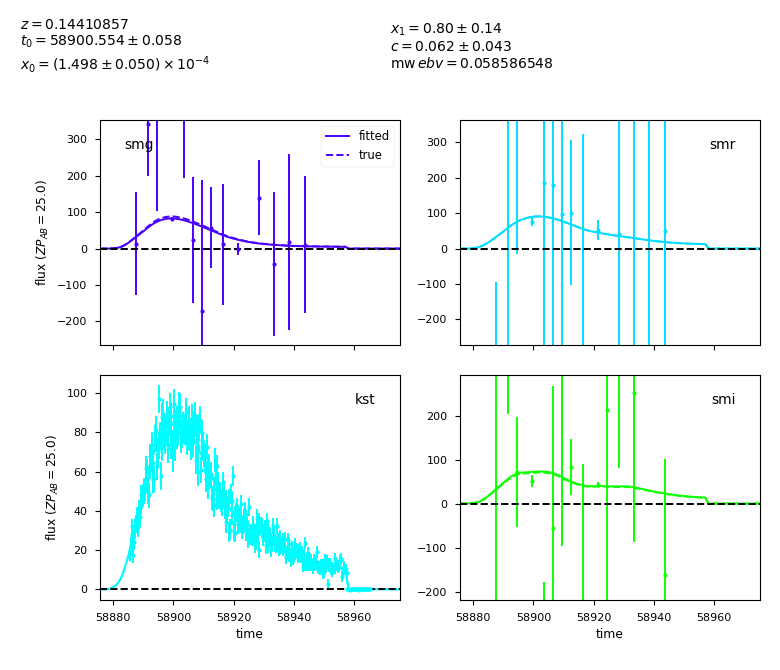 z = 0.14410857
t₀ = 58900.554 ± 0.058
x₀ = (1.498 ± 0.050) × 10⁻⁴
x₁ = 0.80 ± 0.14
c = 0.062 ± 0.043
mw ebv = 0.058586548
smg
fitted
true
300
200
100
0
−100
−200
flux (ZP_AB = 25.0)
smr
300
200
100
0
−100
−200
kst
100
80
60
40
20
0
flux (ZP_AB = 25.0)
58880 58900 58920 58940 58960
time
smi
200
100
0
−100
−200
58880 58900 58920 58940 58960
time